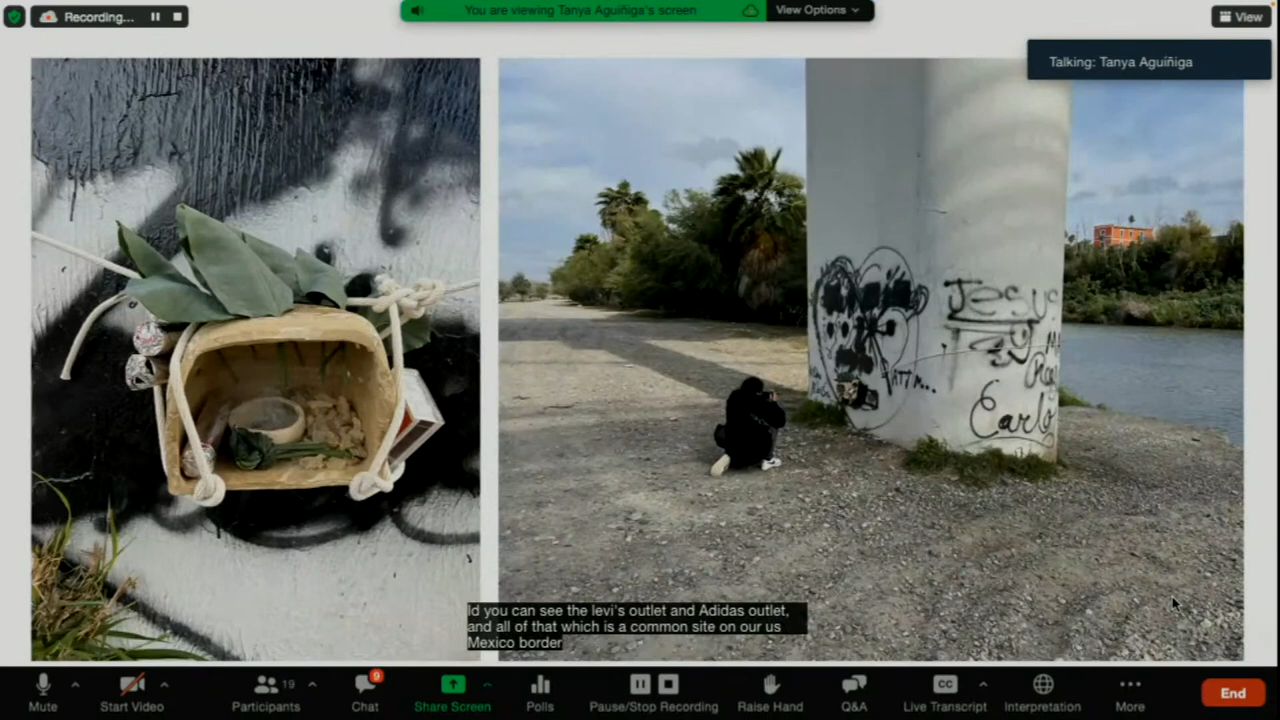 Recording...
You are viewing Tanya Aguiñiga's screen
View Options
View
Talking: Tanya Aguiñiga
Jesus
Carlo
ld you can see the levi's outlet and Adidas outlet,
and all of that which is a common site on our us
Mexico border
9
19
CC
Mute
Start Video
Participants
Chat
Share Screen
Polls
Pause/Stop Recording
Raise Hand
Q&A
Live Transcript
Interpretation
More
End